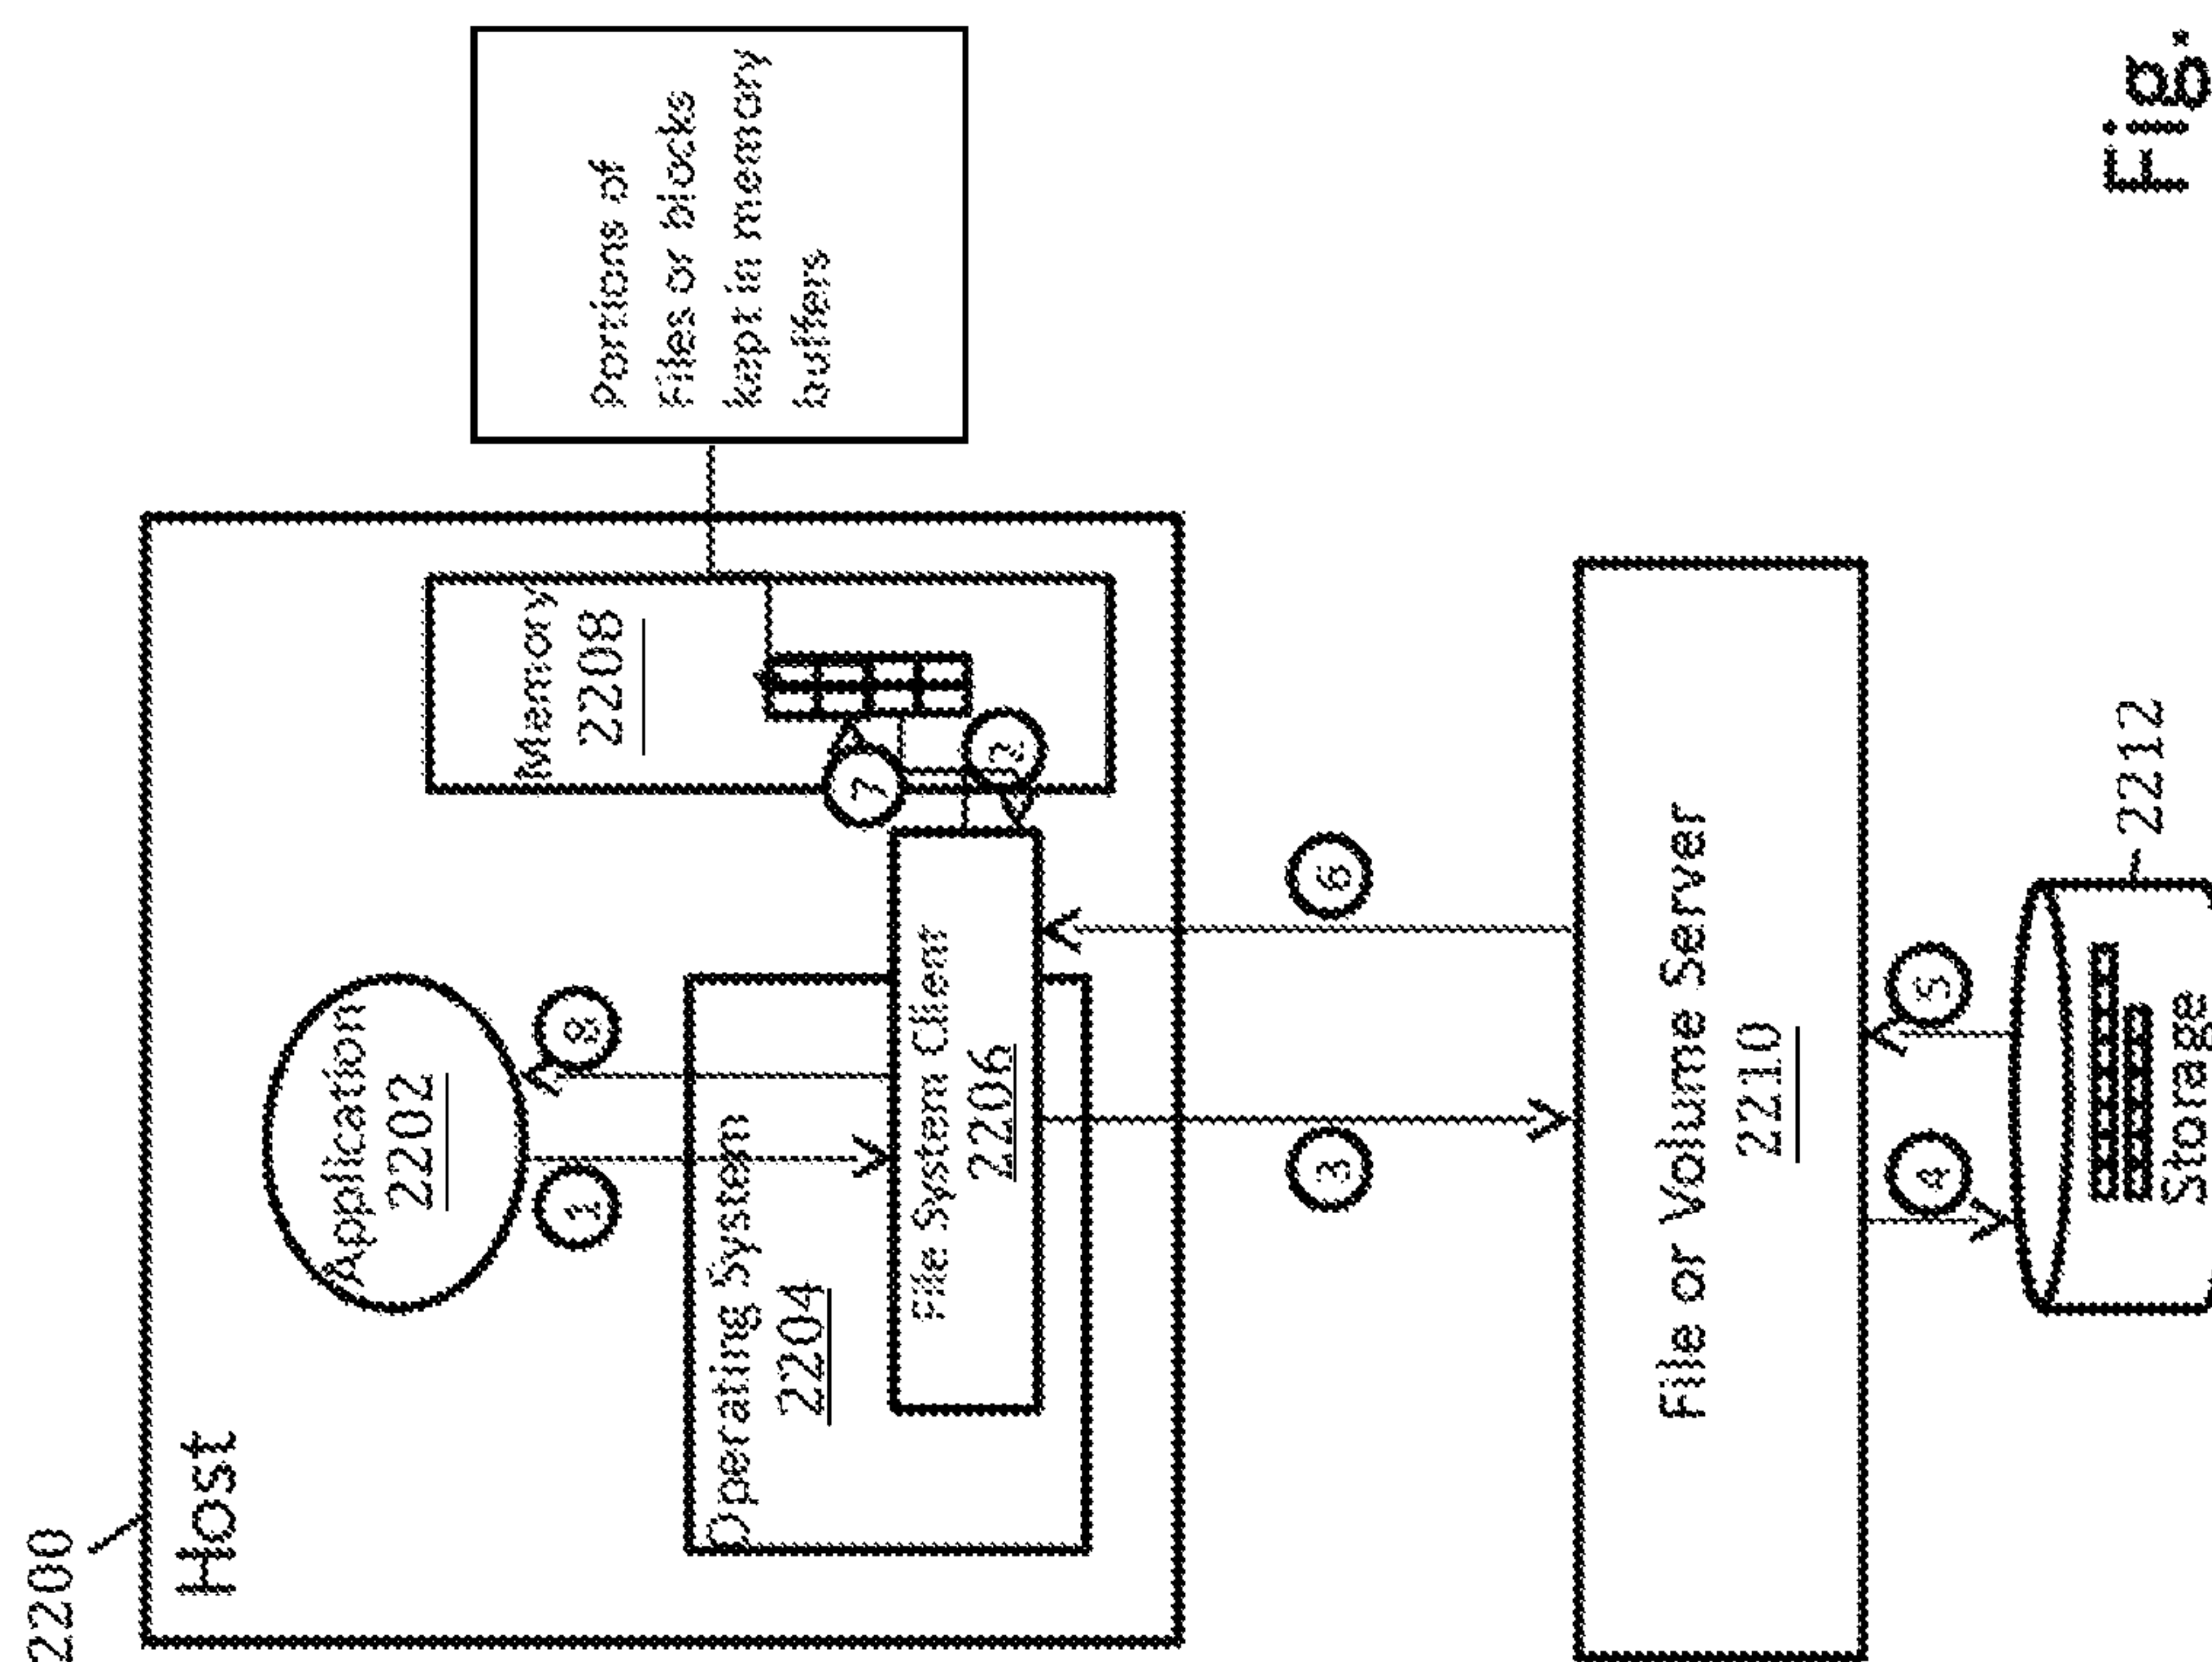 2200
Host
Application
2202
1
8
Operating System
2204
File System Client
2206
Memory
2208
7
2
Portions of
Files or blocks
kept in memory
buffers
3
6
File or Volume Server
2210
4
5
Storage
2212
Fig.